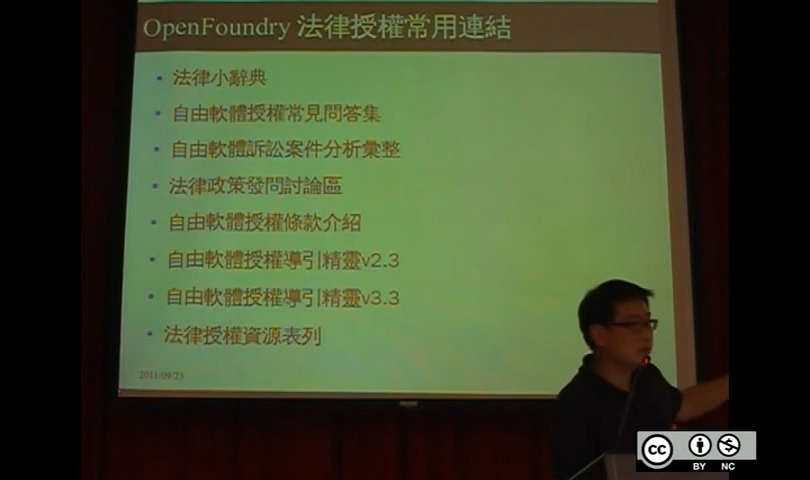 OpenFoundry 法律授權常用連結
• 法律小辭典
• 自由軟體授權常見問答集
• 自由軟體訴訟案件分析彙整
• 法律政策發問討論區
• 自由軟體授權條款介紹
• 自由軟體授權導引精靈v2.3
• 自由軟體授權導引精靈v3.3
• 法律授權資源表列
2011/09/23
cc
BY NC